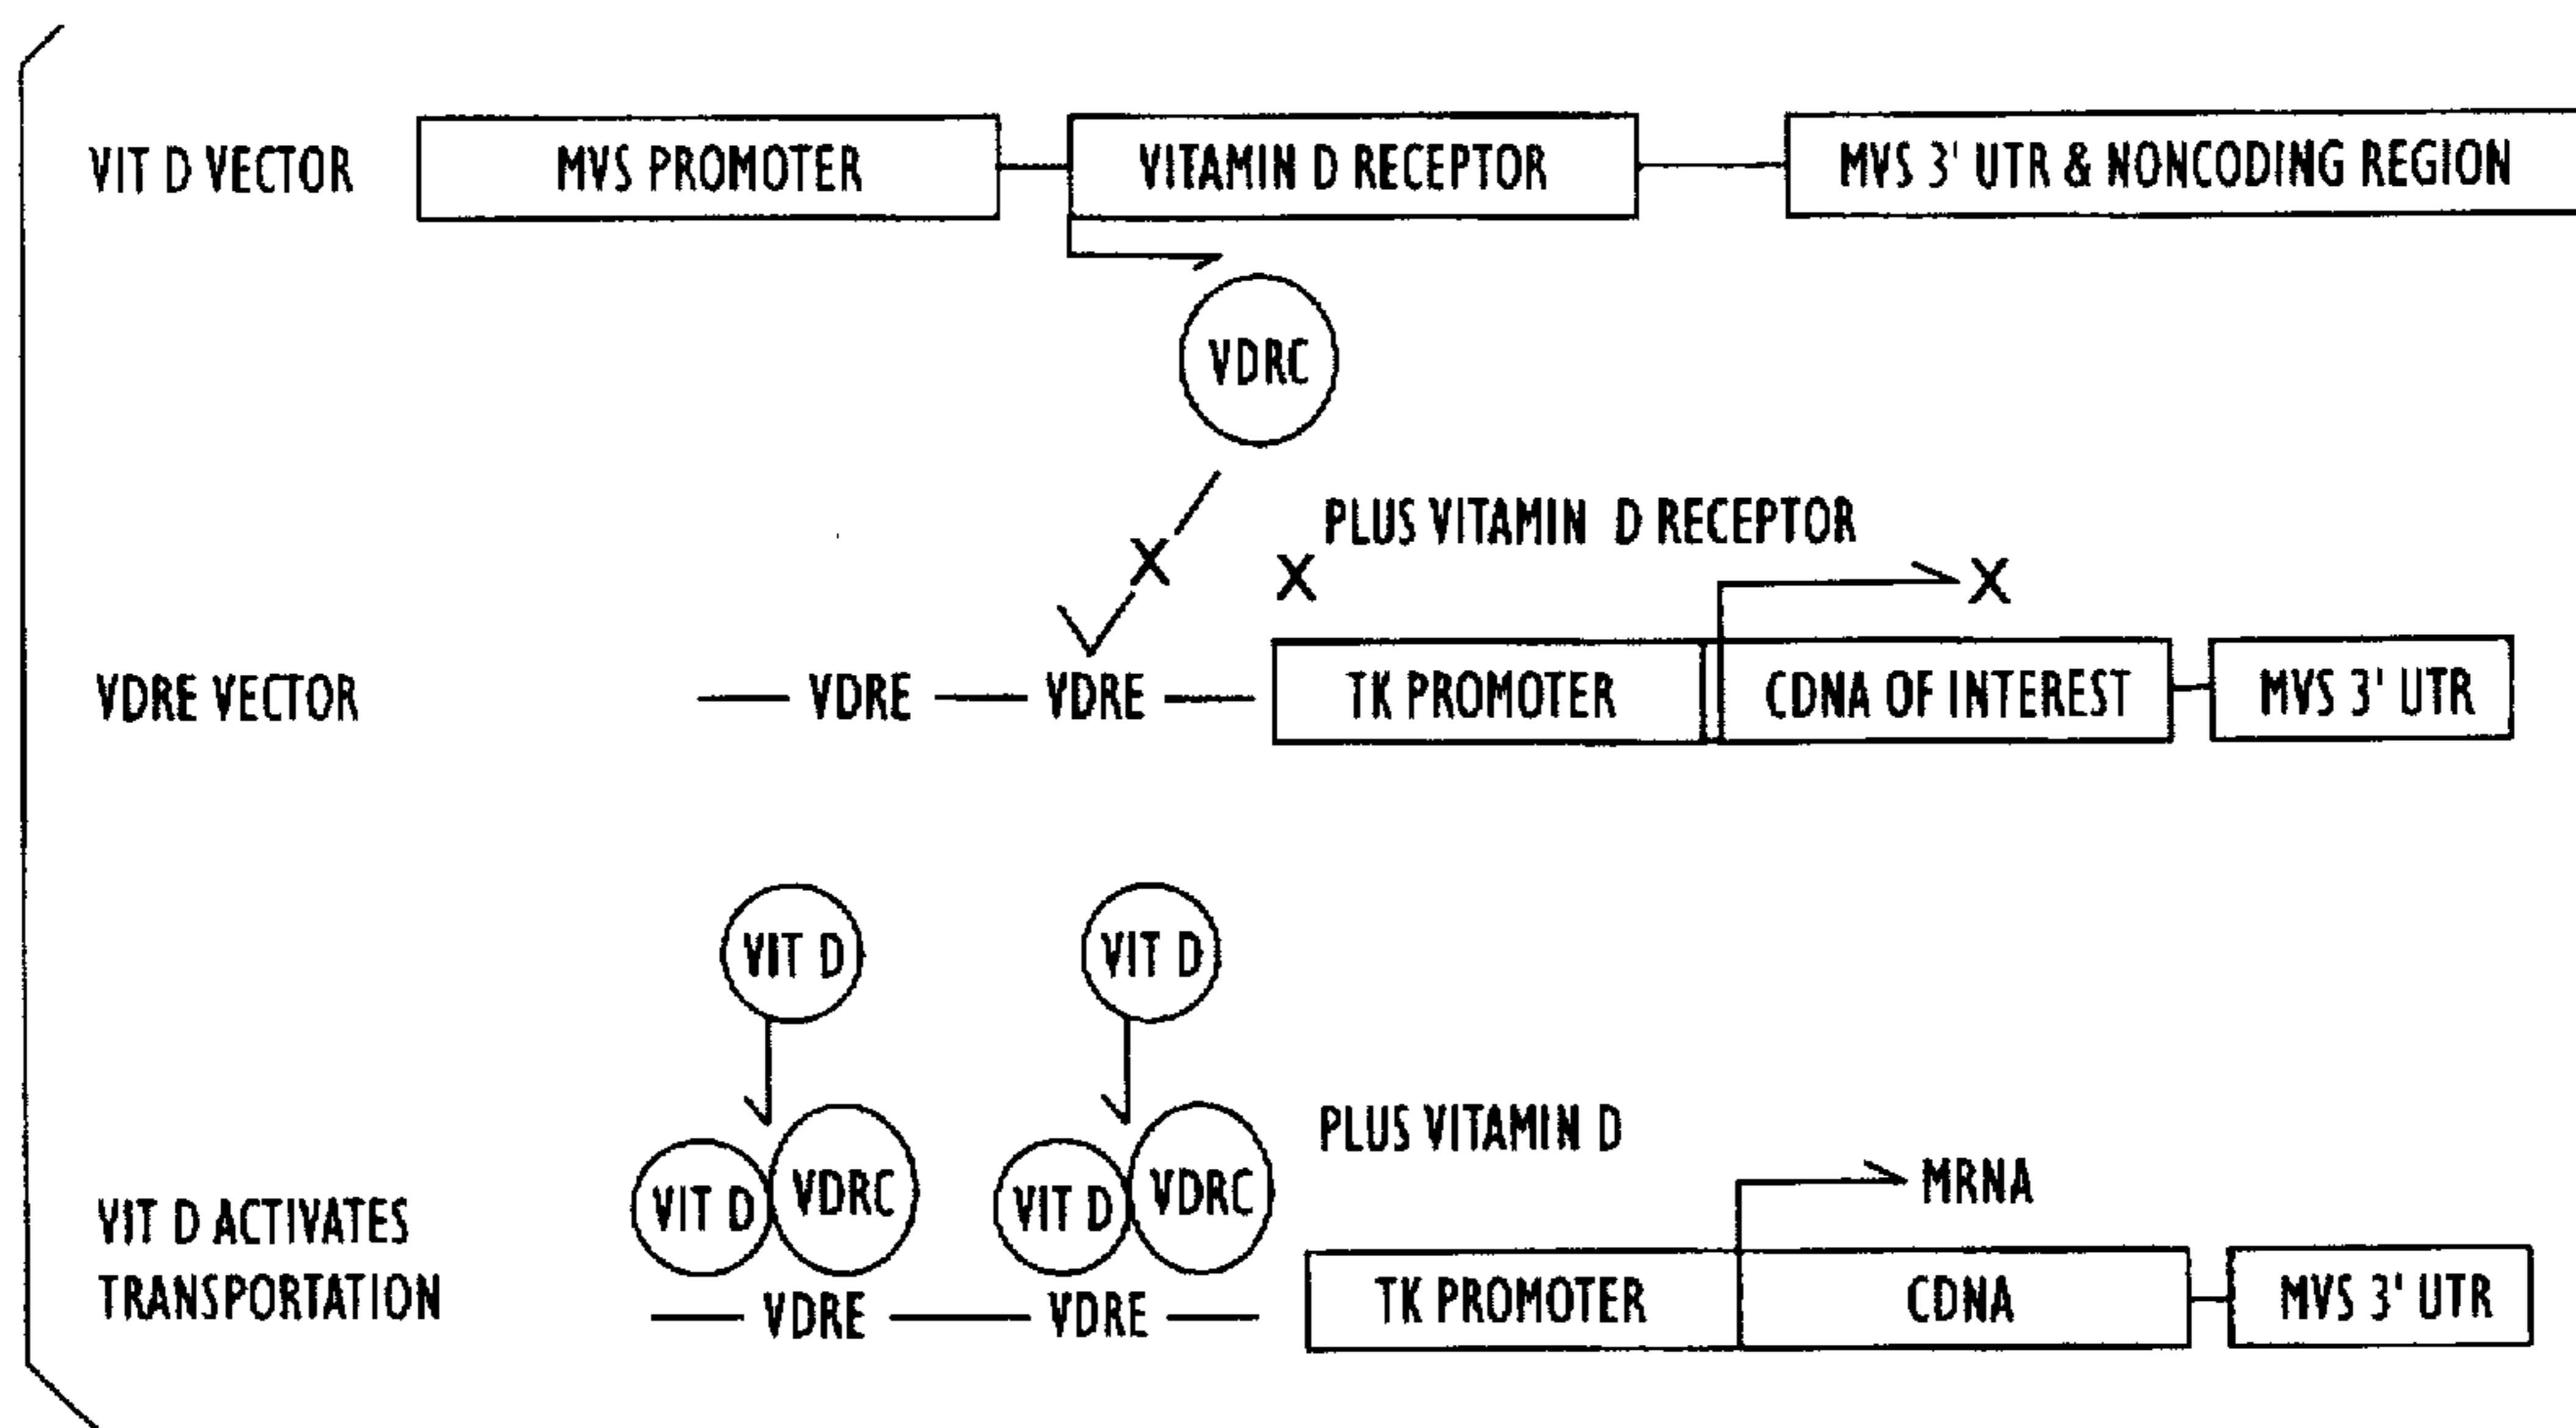 VIT D VECTOR
MVS PROMOTER
VITAMIN D RECEPTOR
MVS 3' UTR & NONCODING REGION
VDRC
X
X
PLUS VITAMIN D RECEPTOR
X
VDRE VECTOR
VDRE
VDRE
TK PROMOTER
CDNA OF INTEREST
MVS 3' UTR
VIT D
VIT D
VIT D
VDRC
VIT D
VDRC
PLUS VITAMIN D
MRNA
VIT D ACTIVATES
TRANSPORTATION
VDRE
VDRE
TK PROMOTER
CDNA
MVS 3' UTR